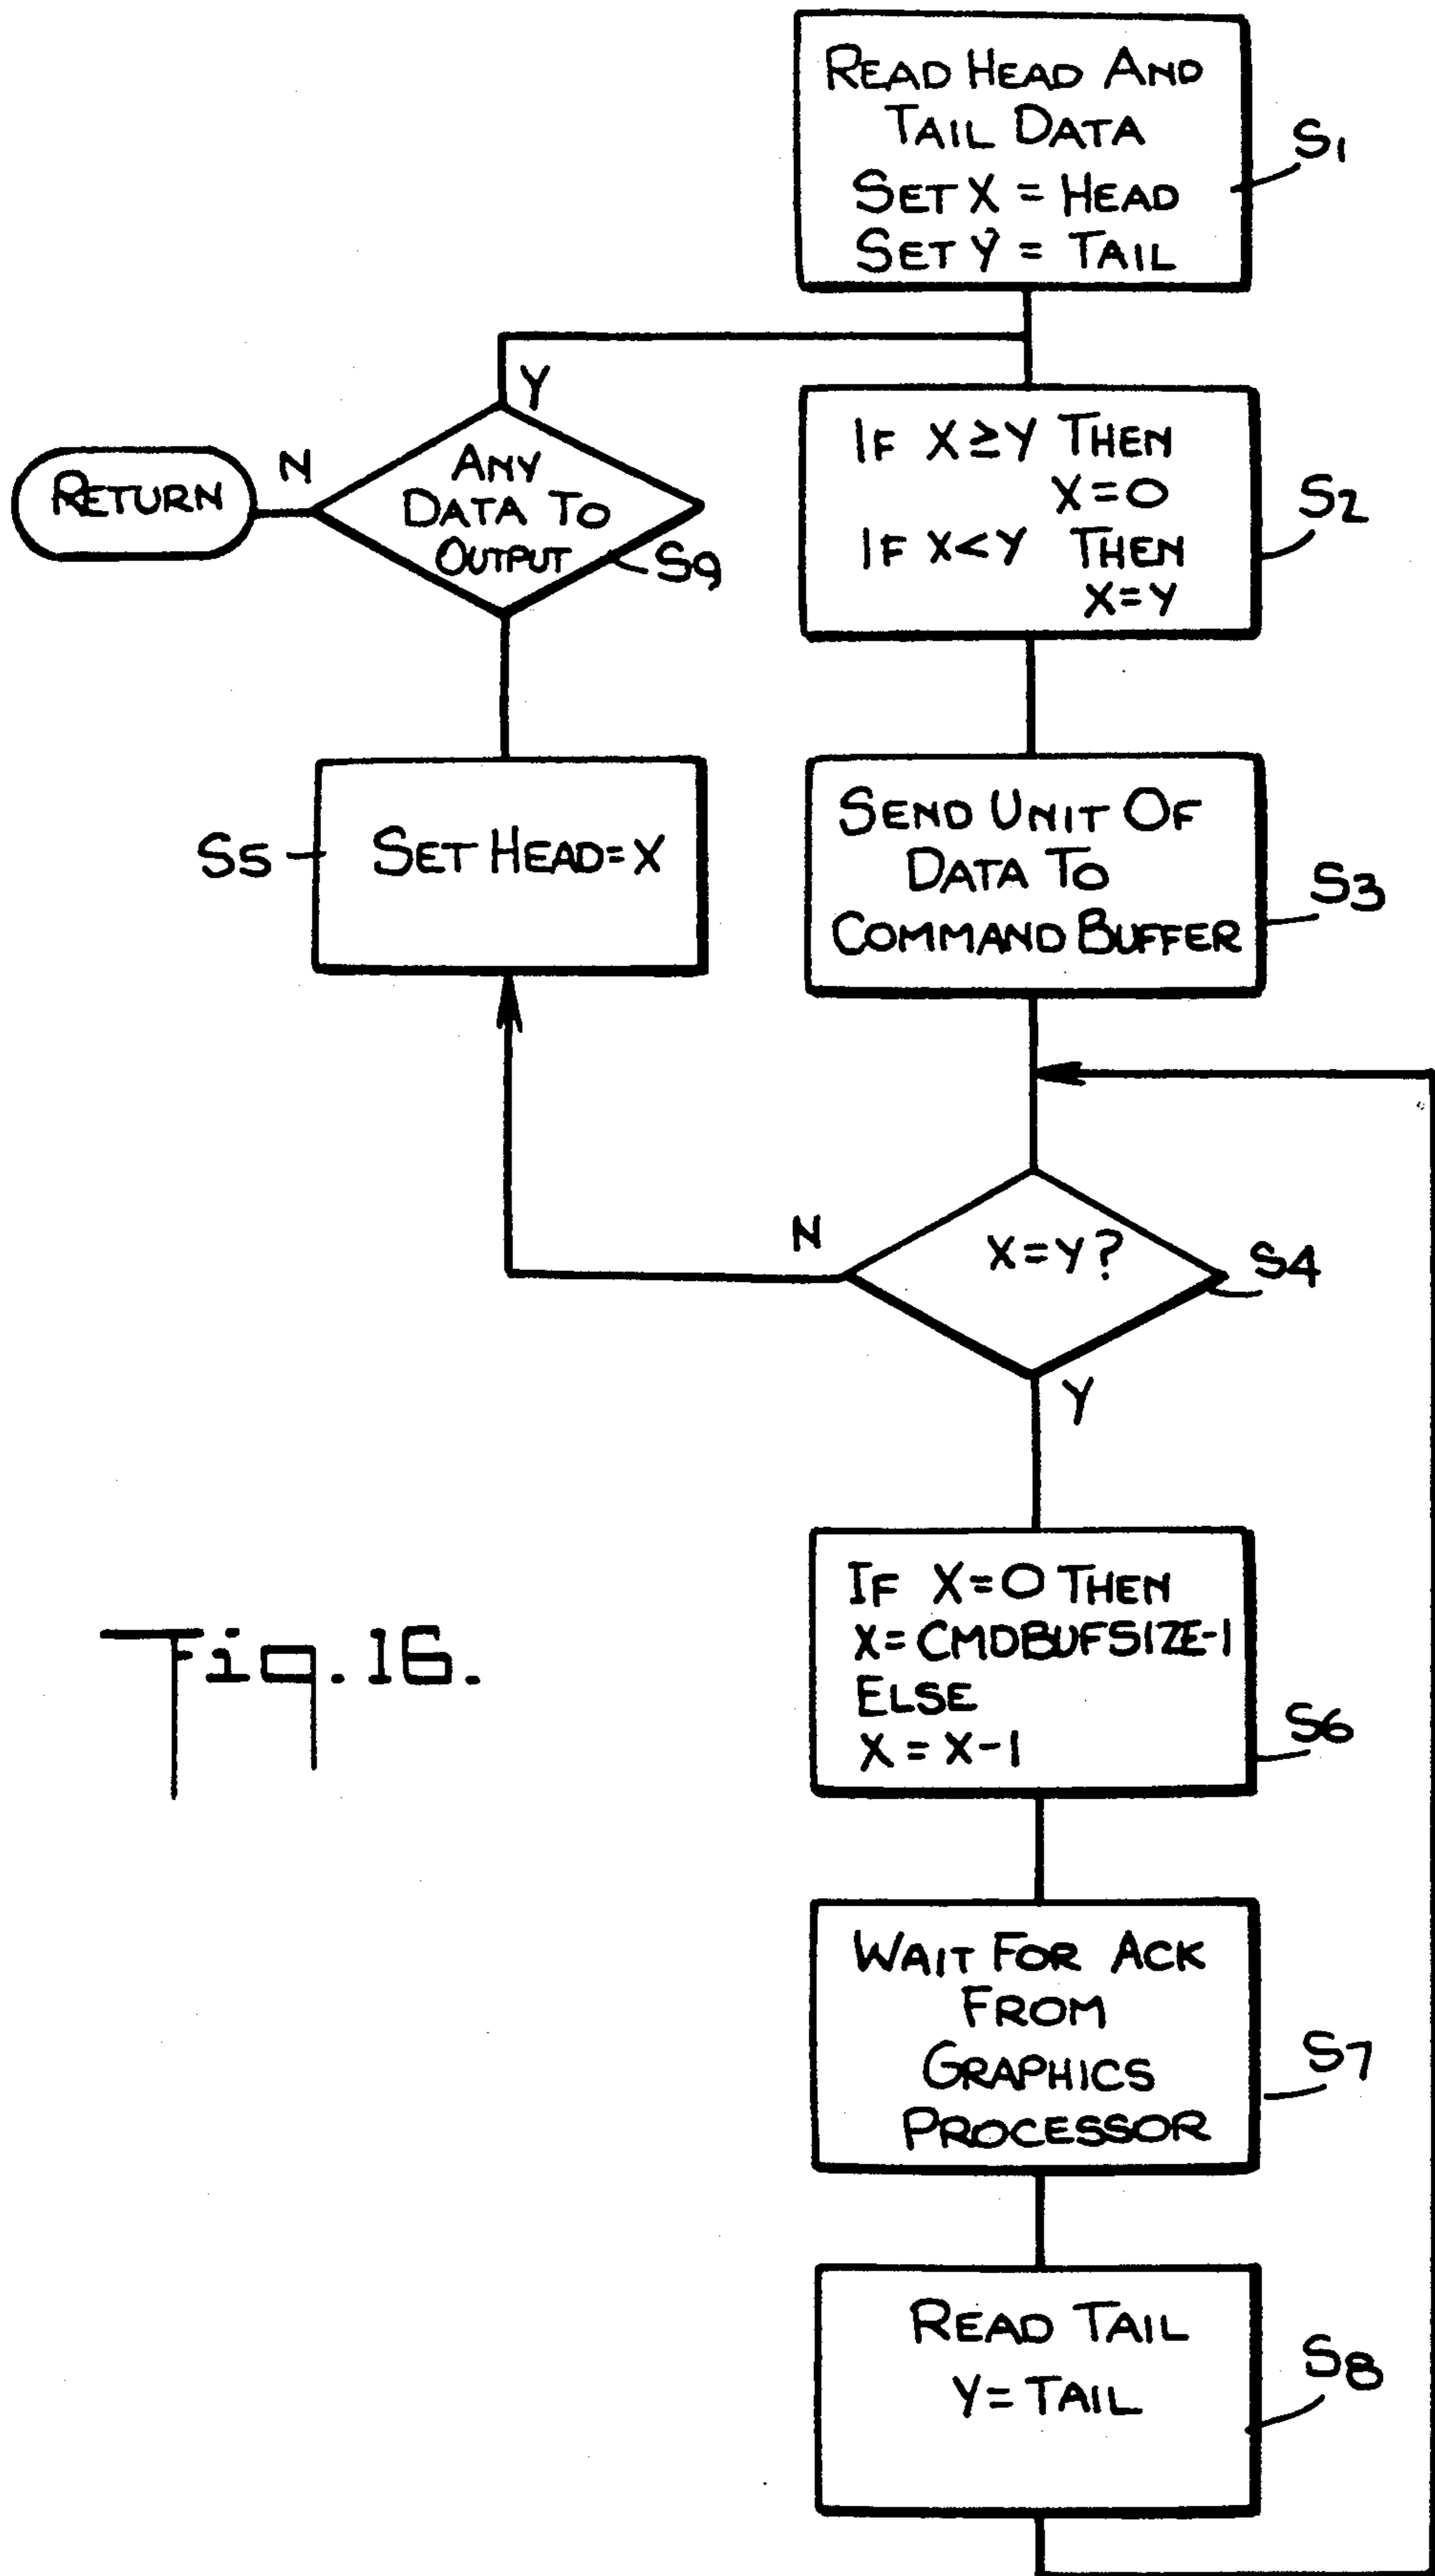 READ HEAD AND
TAIL DATA
SET X = HEAD
SET Y = TAIL
S1
Y
N
RETURN
ANY
DATA TO
OUTPUT
S9
IF X≥Y THEN
X=0
IF X<Y THEN
X=Y
S2
SEND UNIT OF
DATA TO
COMMAND BUFFER
S3
S5
SET HEAD=X
N
X=Y?
S4
Y
IF X=0 THEN
X=CMDBUFSIZE-1
ELSE
X=X-1
S6
Fig. 16.
WAIT FOR ACK
FROM
GRAPHICS
PROCESSOR
S7
READ TAIL
Y=TAIL
S8